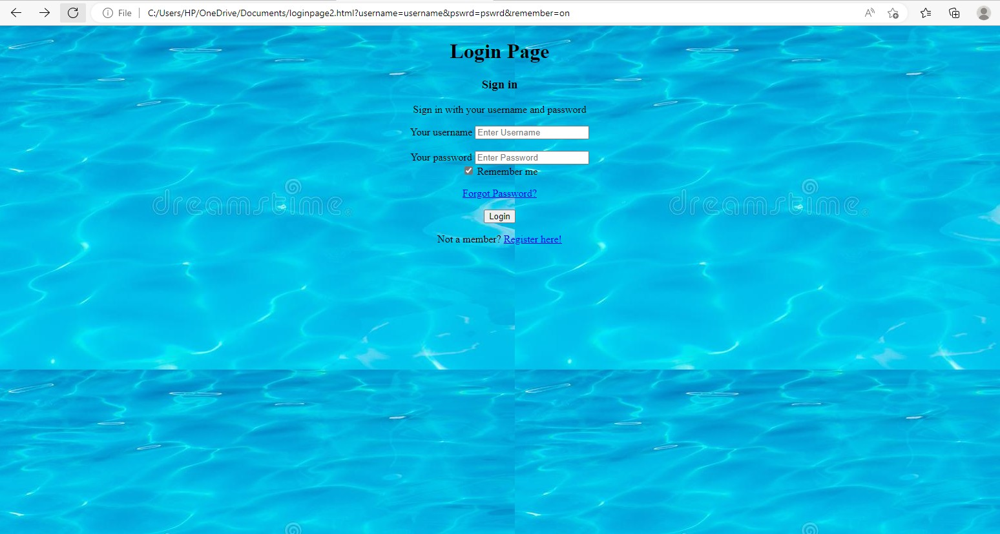 File C:/Users/HP/OneDrive/Documents/loginpage2.html?username=username&pswrd=pswrd&remember=on
Login Page
Sign in
Sign in with your username and password
Your username Enter Username
Your password Enter Password
Remember me
dreamstime dreamstime
Forgot Password?
Login
Not a member? Register here!